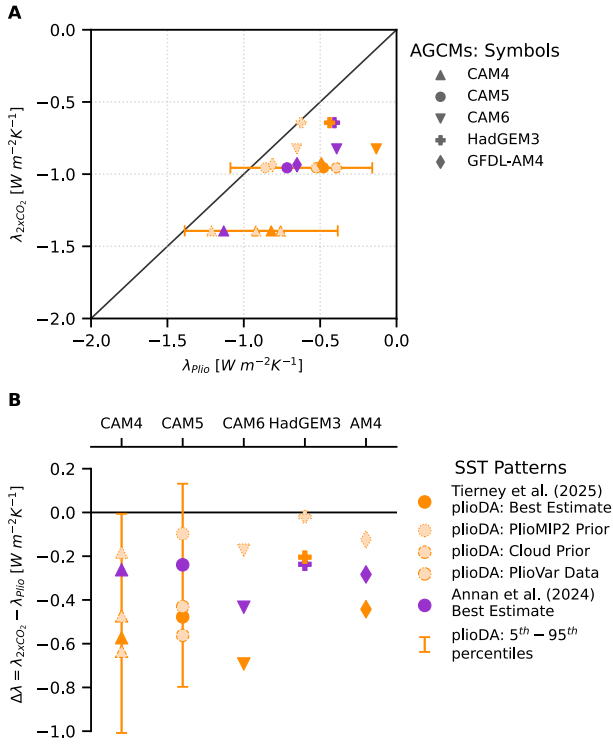 A
0.0
−0.5
−1.0
−1.5
−2.0
λ2xCO2 [W m−2K−1]
−2.0 −1.5 −1.0 −0.5 0.0
λPlio [W m−2K−1]
AGCMs: Symbols
CAM4
CAM5
CAM6
HadGEM3
GFDL-AM4
B
CAM4 CAM5 CAM6 HadGEM3 AM4
0.2
0.0
−0.2
−0.4
−0.6
−0.8
−1.0
Δλ = λ2xCO2 − λPlio [W m−2K−1]
SST Patterns
Tierney et al. (2025)
plioDA: Best Estimate
plioDA: PlioMIP2 Prior
plioDA: Cloud Prior
plioDA: PlioVar Data
Annan et al. (2024)
Best Estimate
plioDA: 5th − 95th
percentiles